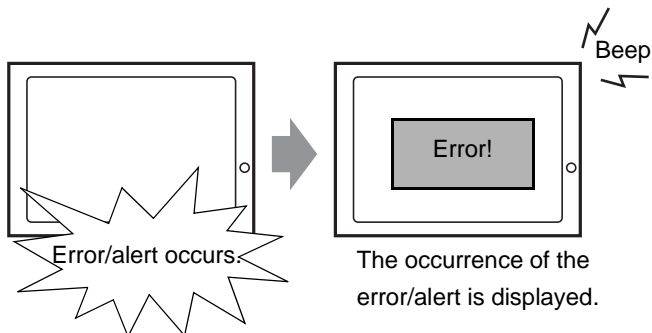 Beep
Error!
Error/alert occurs.
The occurrence of the
error/alert is displayed.